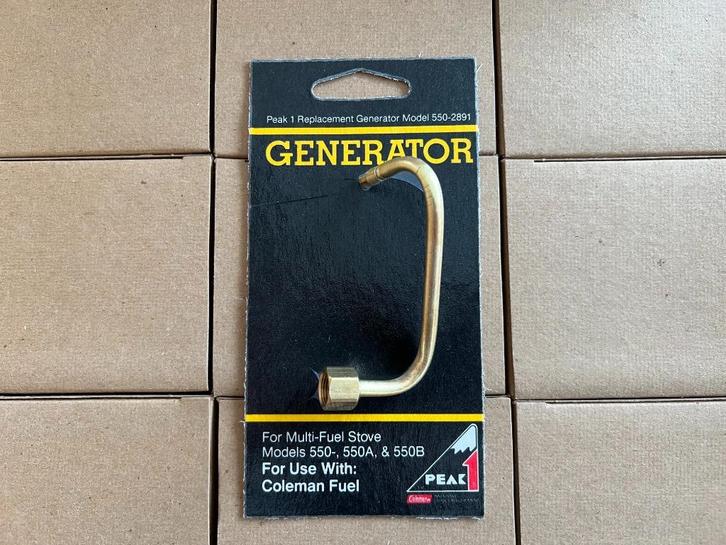 Peak 1 Replacement Generator Model 550-2891
GENERATOR
For Multi-Fuel Stove
Models 550-, 550A, & 550B
For Use With:
Coleman Fuel
PEAK 1
Coleman